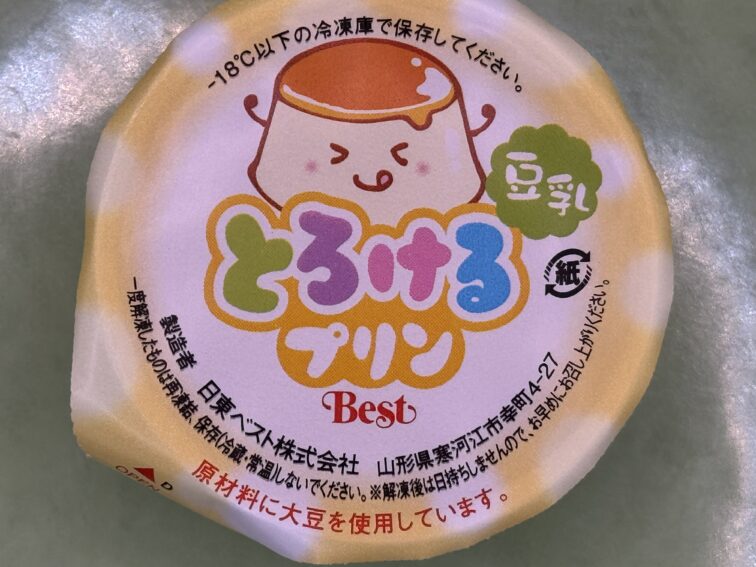 -18℃以下の冷凍庫で保存してください。
豆乳
とろける
プリン
Best
紙
製造者 日東ベスト株式会社 山形県寒河江市幸町4-27
一度解凍したものは再凍結、保存(冷蔵・常温)しないでください。※解凍後は日持ちしませんので、お早めにお召し上がりください。
原材料に大豆を使用しています。
OPEN
D